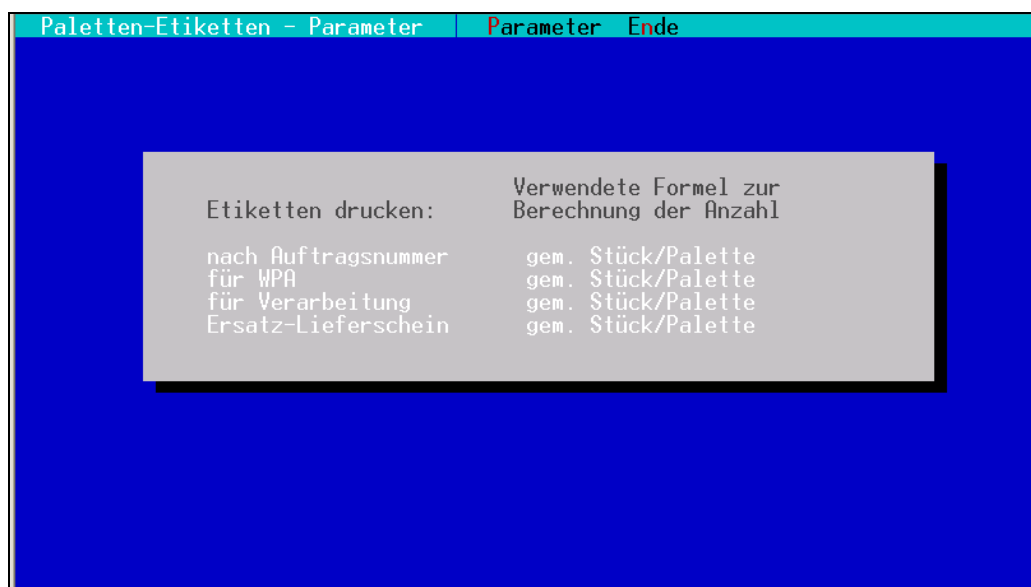 Paletten-Etiketten - Parameter | Parameter Ende
Verwendete Formel zur
Etiketten drucken: Berechnung der Anzahl
nach Auftragsnummer gem. Stück/Palette
für WPA gem. Stück/Palette
für Verarbeitung gem. Stück/Palette
Ersatz-Lieferschein gem. Stück/Palette